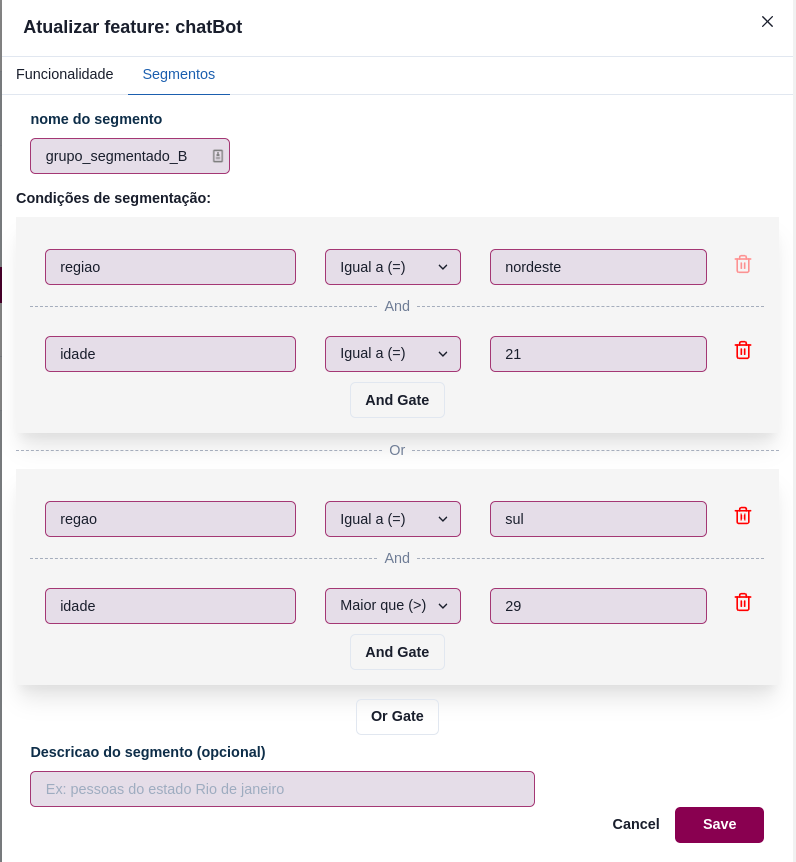 Atualizar feature: chatBot
Funcionalidade Segmentos
nome do segmento
grupo_segmentado_B
Condições de segmentação:
regiao Igual a (=) nordeste
And
idade Igual a (=) 21
And Gate
Or
regao Igual a (=) sul
And
idade Maior que (>) 29
And Gate
Or Gate
Descricao do segmento (opcional)
Ex: pessoas do estado Rio de janeiro
Cancel Save